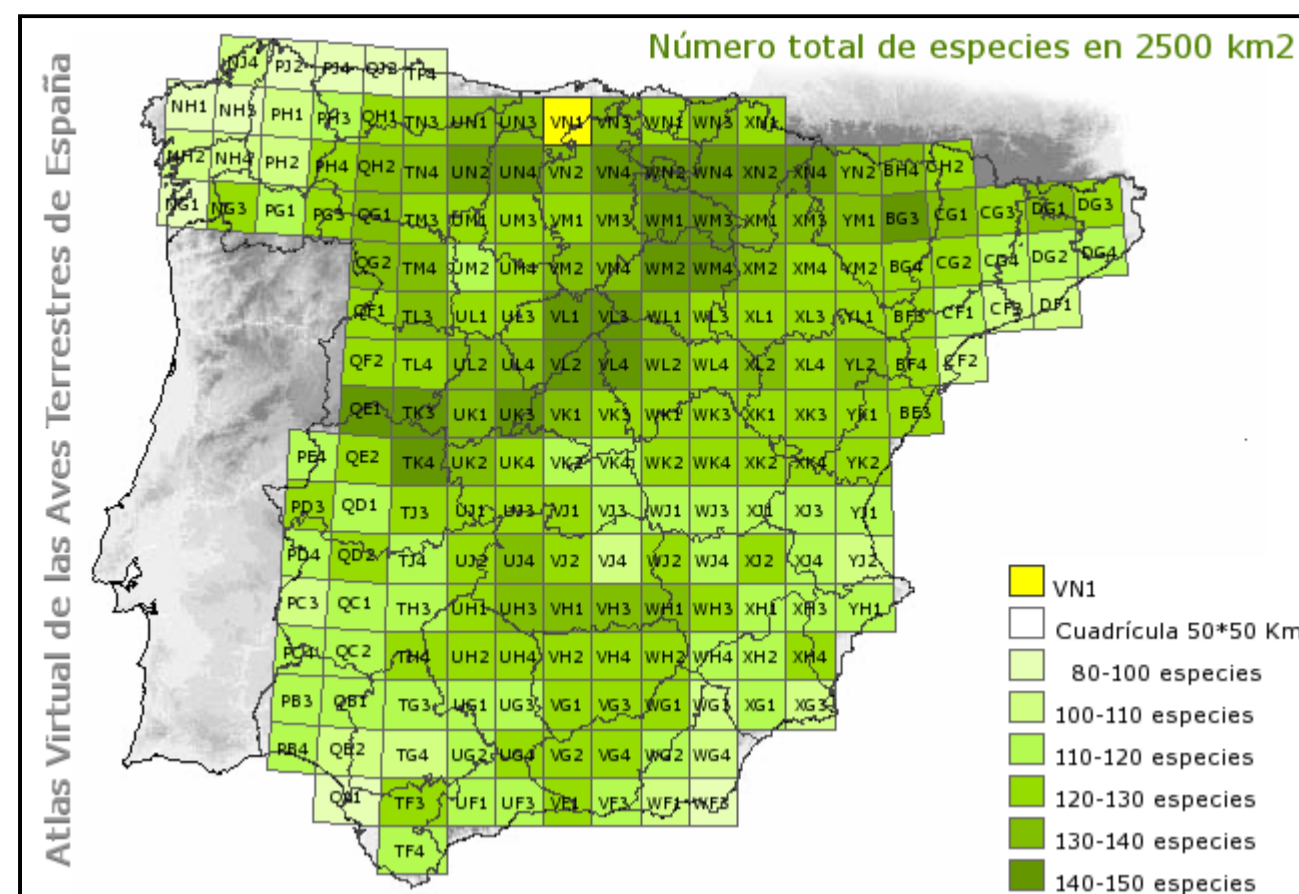 Atlas Virtual de las Aves Terrestres de España
Número total de especies en 2500 km2
NJ4 PJ2 PJ4 QJ2 TP4
NH1 NH3 PH1 PH3 QH1 TN3 UN1 UN3 VN1 VN3 WN1 WN3 XN1
NH2 NH4 PH2 PH4 QH2 TN4 UN2 UN4 VN2 VN4 WN2 WN4 XN2 XN4 YN2 BH4 CH2
NG1 NG3 PG1 PG3 QG1 TM3 UM1 UM3 VM1 VM3 WM1 WM3 XM1 XM3 YM1 BG3 CG1 CG3 DG1 DG3
QG2 TM4 UM2 UM4 VM2 VN4 WM2 WM4 XM2 XM4 YM2 BG4 CG2 CG4 DG2 DG4
QF1 TL3 UL1 UL3 VL1 VL3 WL1 WL3 XL1 XL3 YL1 BF3 CF1 CF3 DF1
QF2 TL4 UL2 UL4 VL2 VL4 WL2 WL4 XL2 XL4 YL2 BF4 CF2
QE1 TK3 UK1 UK3 VK1 VK3 WK1 WK3 XK1 XK3 YK1 BE3
PE4 QE2 TK4 UK2 UK4 VK2 VK4 WK2 WK4 XK2 XK4 YK2
PD3 QD1 TJ3 UJ1 UJ3 VJ1 VJ3 WJ1 WJ3 XJ1 XJ3 YJ1
PD4 QD2 TJ4 UJ2 UJ4 VJ2 VJ4 WJ2 WJ4 XJ2 XJ4 YJ2
PC3 QC1 TH3 UH1 UH3 VH1 VH3 WH1 WH3 XH1 XH3 YH1
PC4 QC2 TH4 UH2 UH4 VH2 VH4 WH2 WH4 XH2 XH4
PB3 QB1 TG3 UG1 UG3 VG1 VG3 WG1 WG3 XG1 XG3
PB4 QB2 TG4 UG2 UG4 VG2 VG4 WG2 WG4
QA1 TF3 UF1 UF3 VF1 VF3 WF1 WF3
TF4
VN1
Cuadrícula 50*50 Km
80-100 especies
100-110 especies
110-120 especies
120-130 especies
130-140 especies
140-150 especies